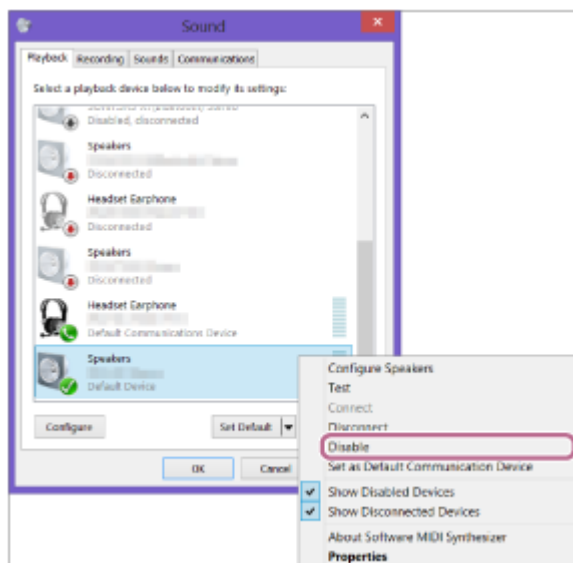 Sound
Playback Recording Sounds Communications
Select a playback device below to modify its settings:
Disabled, disconnected
Speakers
Disconnected
Headset Earphone
Disconnected
Speakers
Disconnected
Headset Earphone
Default Communications Device
Speakers
Default Device
Configure
Set Default
OK
Cancel
Configure Speakers
Test
Connect
Disconnect
Disable
Set as Default Communication Device
Show Disabled Devices
Show Disconnected Devices
About Software MIDI Synthesizer
Properties